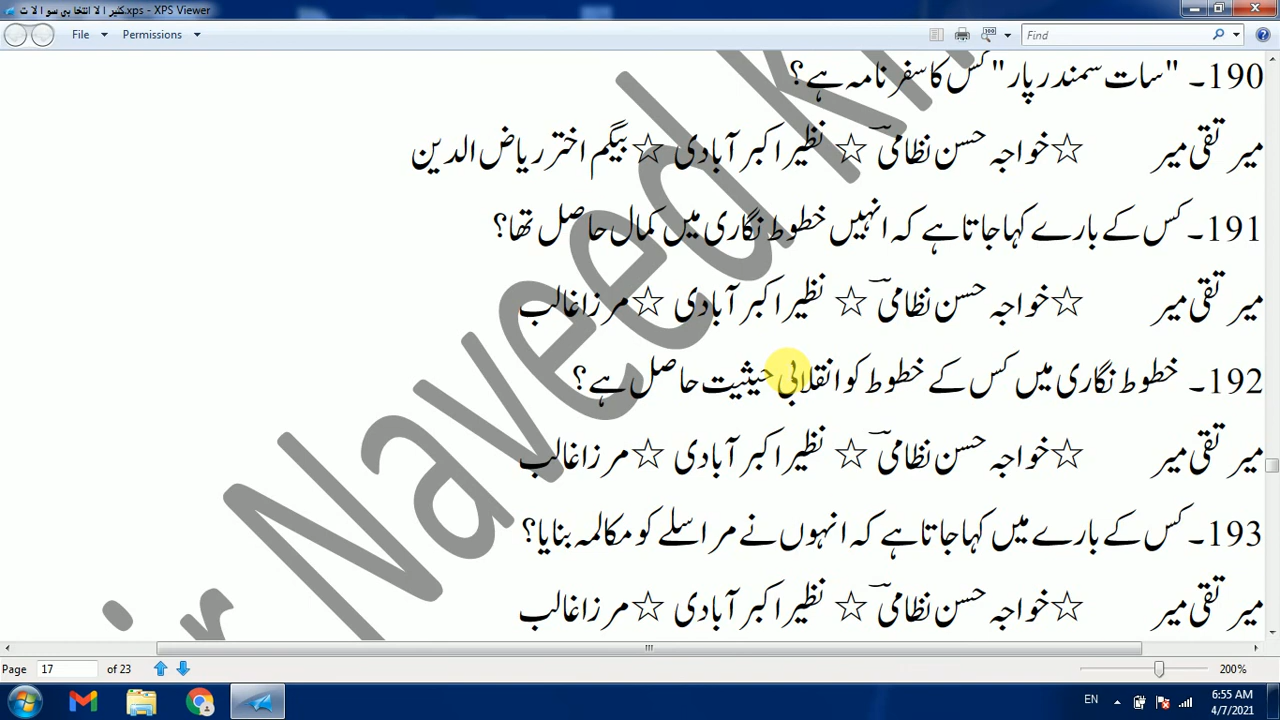 کثیر الا انتخابی سوالات.xps - XPS Viewer
File Permissions Find
190۔ "سات سمندر پار" کس کا سفر نامہ ہے؟
میر تقی میر ☆خواجہ حسن نظامیؔ ☆ نظیر اکبر آبادی ☆بیگم اختر ریاض الدین
191۔ کس کے بارے کہا جاتا ہے کہ انہیں خطوط نگاری میں کمال حاصل تھا؟
میر تقی میر ☆خواجہ حسن نظامیؔ ☆ نظیر اکبر آبادی ☆مرزا غالب
192۔ خطوط نگاری میں کس کے خطوط کو انقلابی حیثیت حاصل ہے؟
میر تقی میر ☆خواجہ حسن نظامیؔ ☆ نظیر اکبر آبادی ☆مرزا غالب
193۔ کس کے بارے میں کہا جاتا ہے کہ انہوں نے مراسلے کو مکالمہ بنایا؟
میر تقی میر ☆خواجہ حسن نظامیؔ ☆ نظیر اکبر آبادی ☆مرزا غالب
Naveed
Page 17 of 23 200%
EN 6:55 AM
4/7/2021